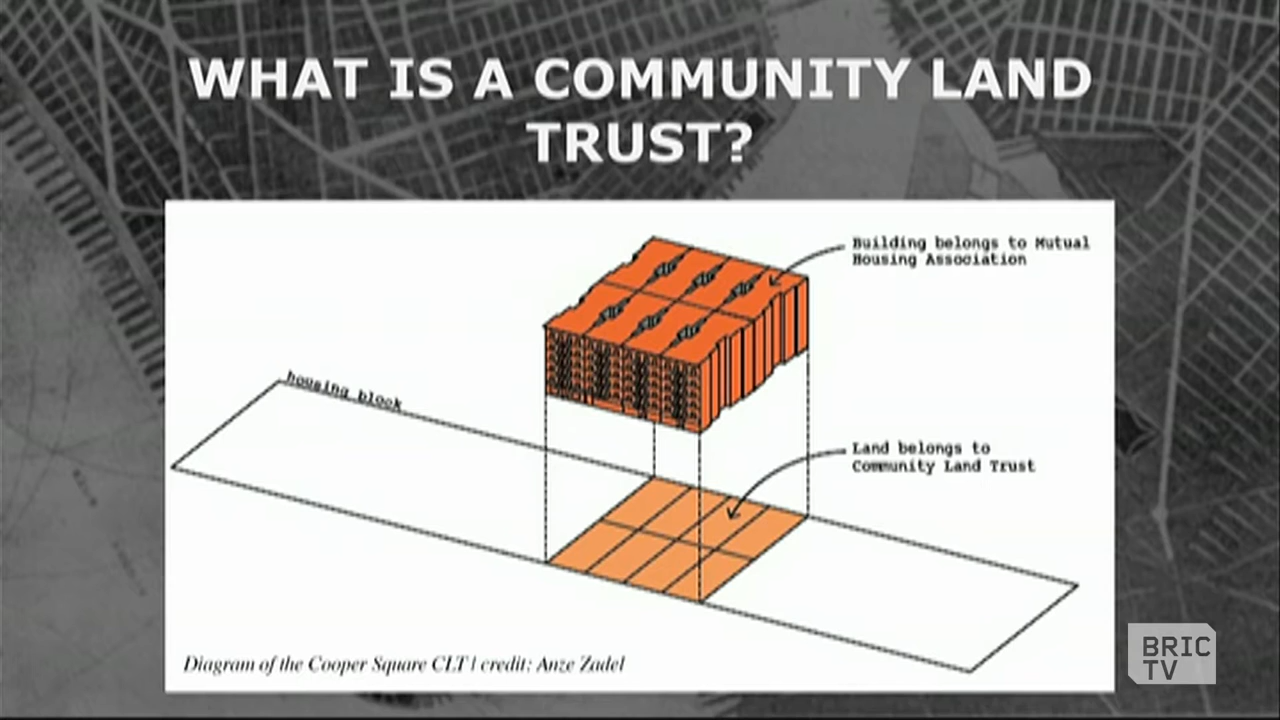 WHAT IS A COMMUNITY LAND
TRUST?
Building belongs to Mutual
Housing Association
housing block
Land belongs to
Community Land Trust
Diagram of the Cooper Square CLT | credit: Anze Zadel
BRIC
TV